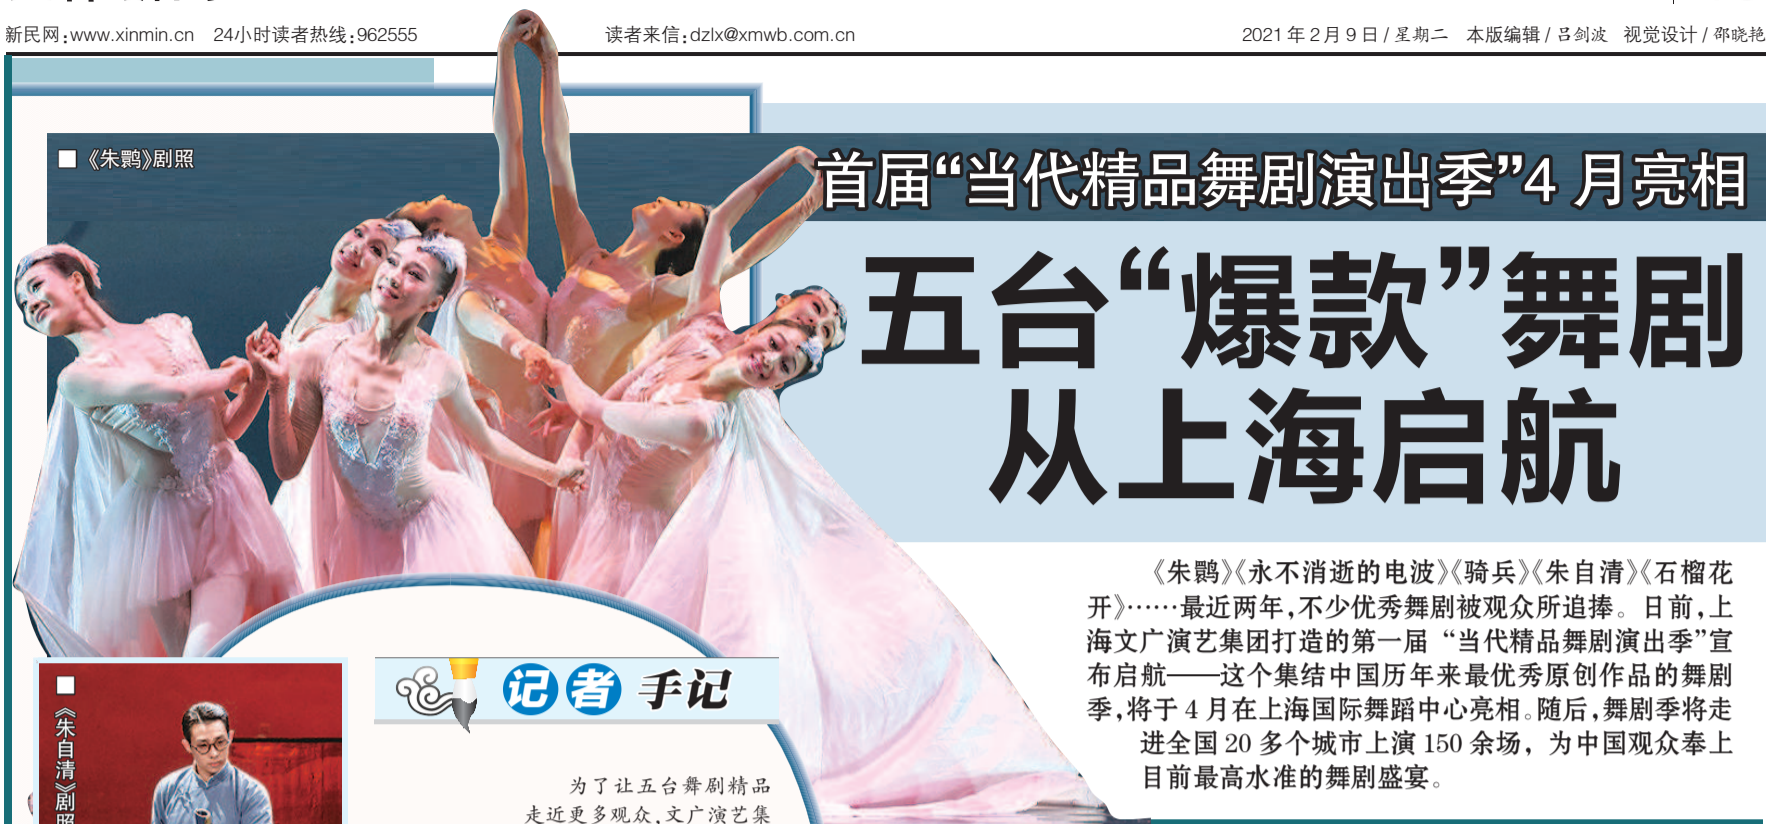 新民网:www.xinmin.cn 24小时读者热线:962555 读者来信:dzlx@xmwb.com.cn 2021年2月9日/星期二 本版编辑/吕剑波 视觉设计/邵晓艳
■《朱鹮》剧照
首届“当代精品舞剧演出季”4月亮相
五台“爆款”舞剧
从上海启航
《朱鹮》《永不消逝的电波》《骑兵》《朱自清》《石榴花
开》……最近两年,不少优秀舞剧被观众所追捧。日前,上
海文广演艺集团打造的第一届“当代精品舞剧演出季”宣
布启航——这个集结中国历年来最优秀原创作品的舞剧
季,将于4月在上海国际舞蹈中心亮相。随后,舞剧季将走
进全国20多个城市上演150余场,为中国观众奉上
目前最高水准的舞剧盛宴。
■《朱自清》剧照
记者手记
为了让五台舞剧精品
走近更多观众,文广演艺集